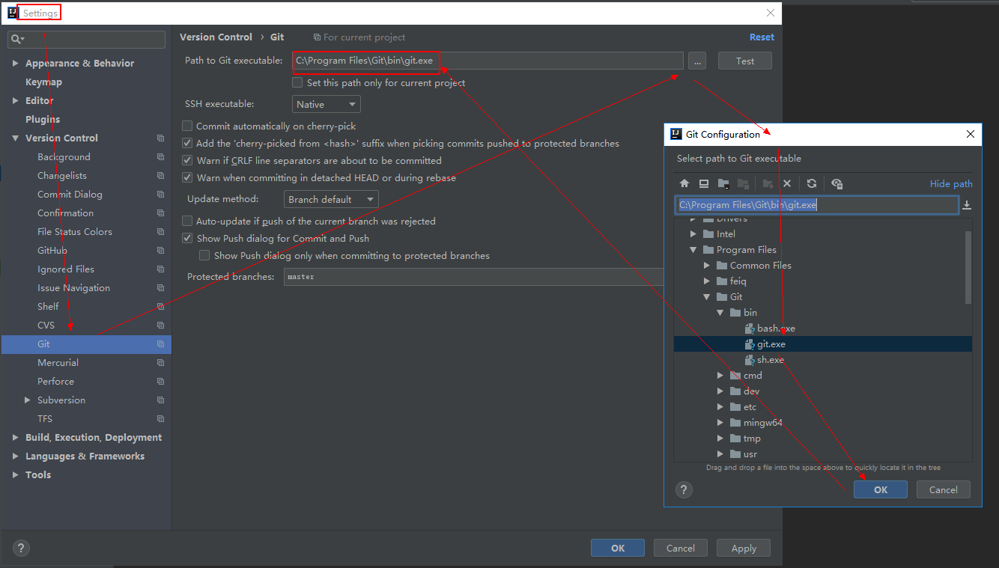 Settings
Appearance & Behavior
Keymap
Editor
Plugins
Version Control
Background
Changelists
Commit Dialog
Confirmation
File Status Colors
GitHub
Ignored Files
Issue Navigation
Shelf
CVS
Git
Mercurial
Perforce
Subversion
TFS
Build, Execution, Deployment
Languages & Frameworks
Tools
Version Control › Git For current project Reset
Path to Git executable: C:\Program Files\Git\bin\git.exe ... Test
Set this path only for current project
SSH executable: Native
Commit automatically on cherry-pick
Add the 'cherry-picked from <hash>' suffix when picking commits pushed to protected branches
Warn if CRLF line separators are about to be committed
Warn when committing in detached HEAD or during rebase
Update method: Branch default
Auto-update if push of the current branch was rejected
Show Push dialog for Commit and Push
Show Push dialog only when committing to protected branches
Protected branches: master
? OK Cancel Apply
IJ Git Configuration
Select path to Git executable
Hide path
C:\Program Files\Git\bin\git.exe
Drivers
Intel
Program Files
Common Files
feiq
Git
bin
bash.exe
git.exe
sh.exe
cmd
dev
etc
mingw64
tmp
usr
Drag and drop a file into the space above to quickly locate it in the tree
? OK Cancel